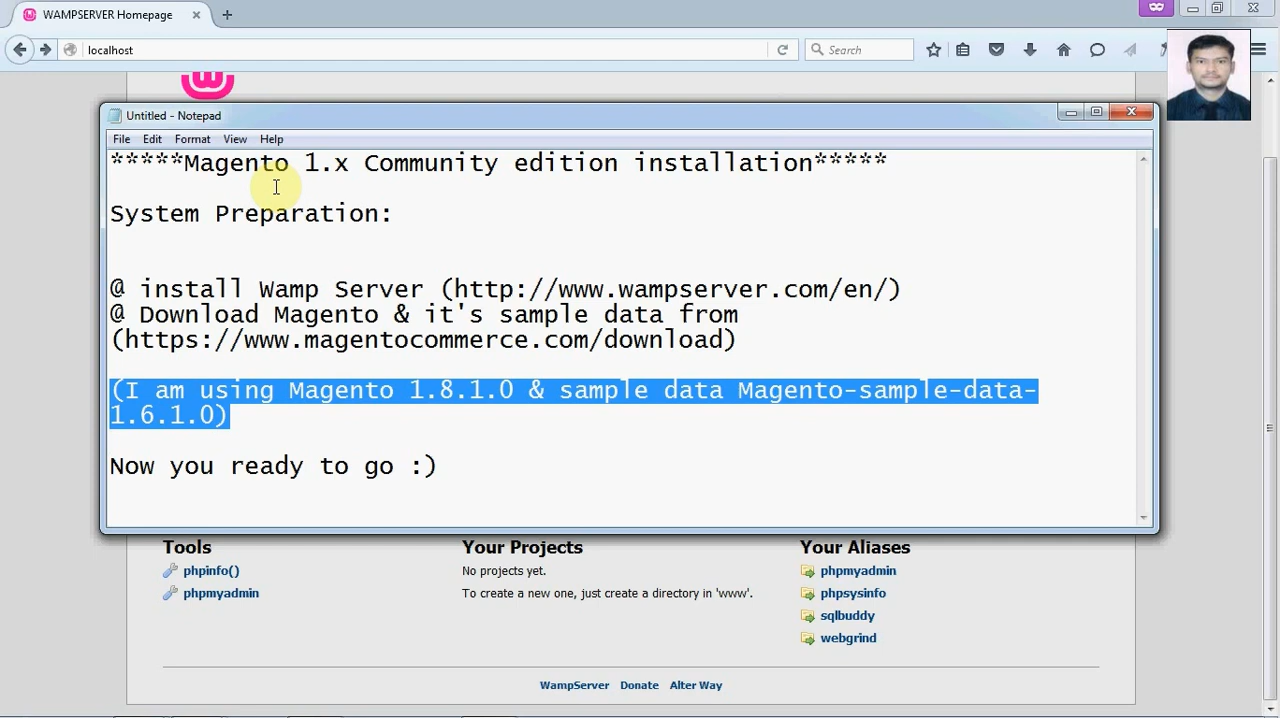 WAMPSERVER Homepage
localhost
Search
Untitled - Notepad
File Edit Format View Help
*****Magento 1.x Community edition installation*****
System Preparation:
@ install Wamp Server (http://www.wampserver.com/en/)
@ Download Magento & it's sample data from
(https://www.magentocommerce.com/download)
(I am using Magento 1.8.1.0 & sample data Magento-sample-data-
1.6.1.0)
Now you ready to go :)
Tools
phpinfo()
phpmyadmin
Your Projects
No projects yet.
To create a new one, just create a directory in 'www'.
Your Aliases
phpmyadmin
phpsysinfo
sqlbuddy
webgrind
WampServer Donate Alter Way